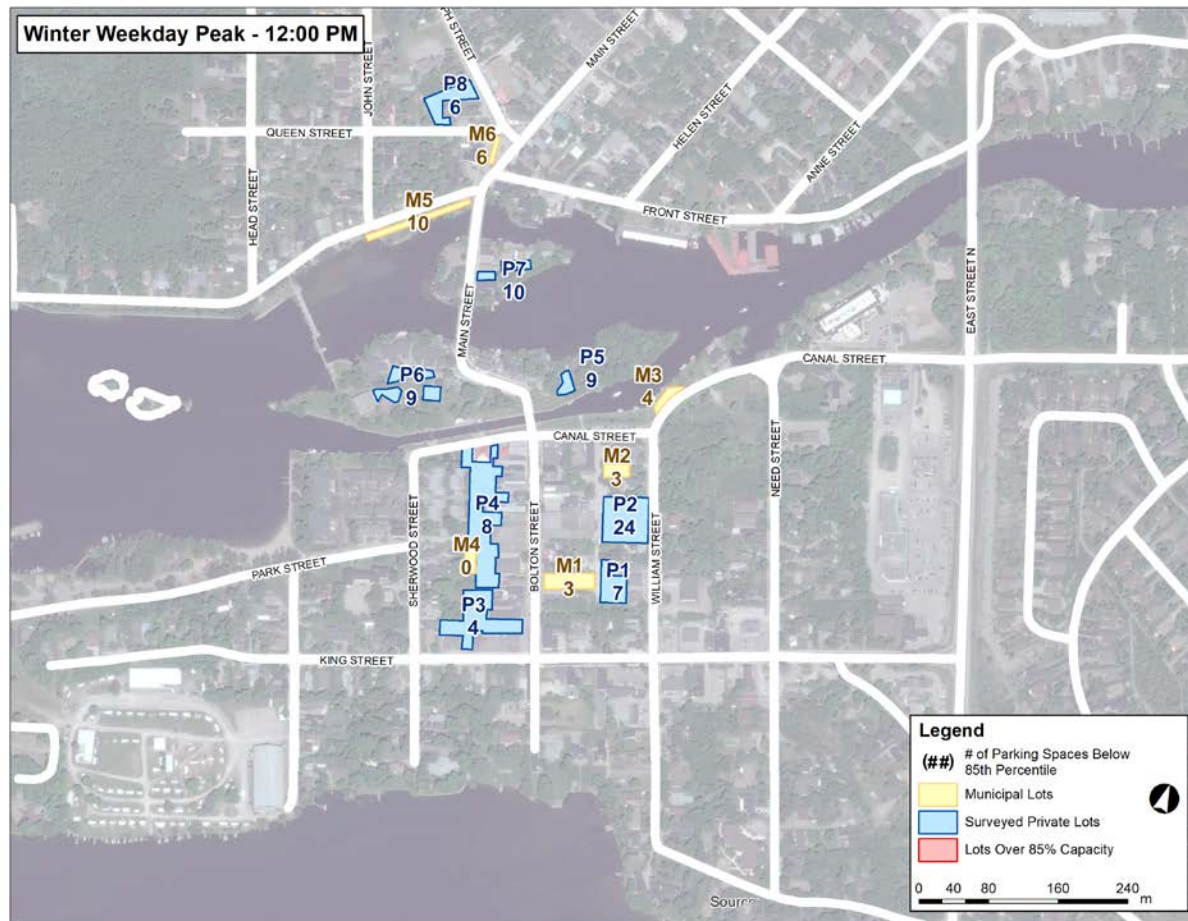 Winter Weekday Peak - 12:00 PM
PH STREET
MAIN STREET
JOHN STREET
P8
6
QUEEN STREET
M6
6
HELEN STREET
ANNE STREET
HEAD STREET
M5
10
FRONT STREET
EAST STREET N
P7
10
MAIN STREET
P6
9
P5
9
M3
4
CANAL STREET
CANAL STREET
M2
3
NEED STREET
P4
8
P2
24
SHERWOOD STREET
BOLTON STREET
WILLIAM STREET
M4
0
PARK STREET
M1
3
P1
7
P3
4
KING STREET
Legend
(##) # of Parking Spaces Below
85th Percentile
Municipal Lots
Surveyed Private Lots
Lots Over 85% Capacity
0 40 80 160 240
m